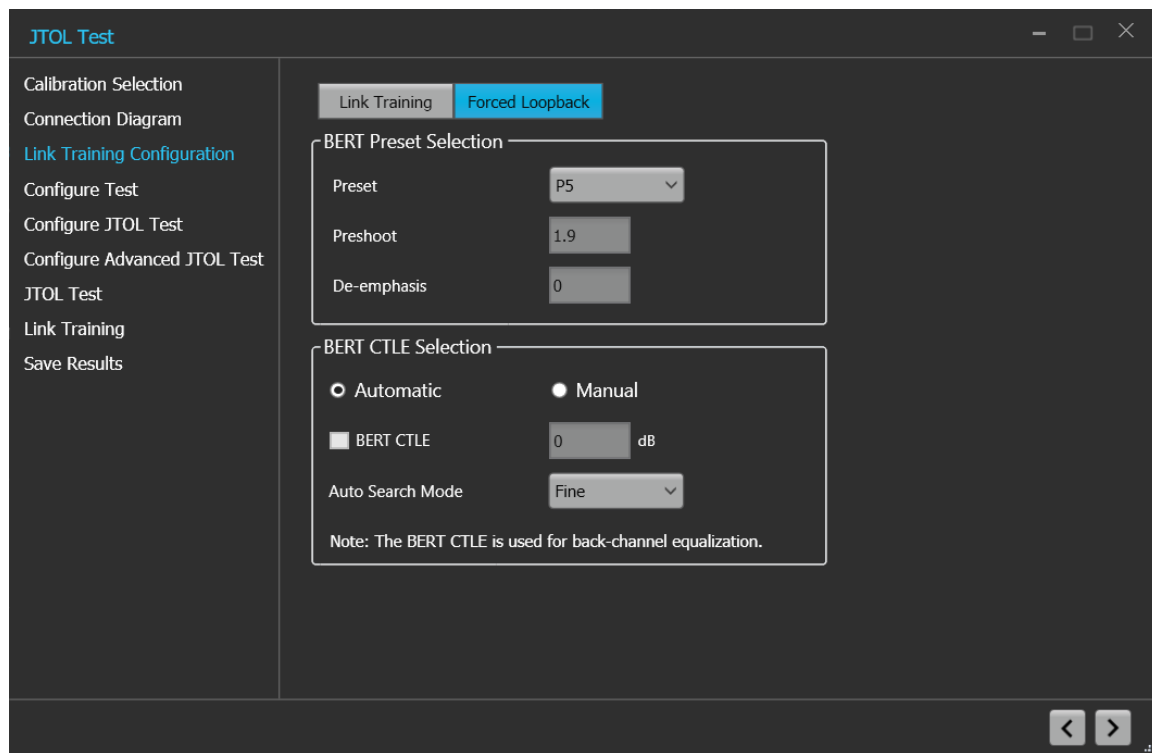 JTOL Test
Calibration Selection
Connection Diagram
Link Training Configuration
Configure Test
Configure JTOL Test
Configure Advanced JTOL Test
JTOL Test
Link Training
Save Results
Link Training Forced Loopback
BERT Preset Selection
Preset P5
Preshoot 1.9
De-emphasis 0
BERT CTLE Selection
Automatic Manual
BERT CTLE 0 dB
Auto Search Mode Fine
Note: The BERT CTLE is used for back-channel equalization.